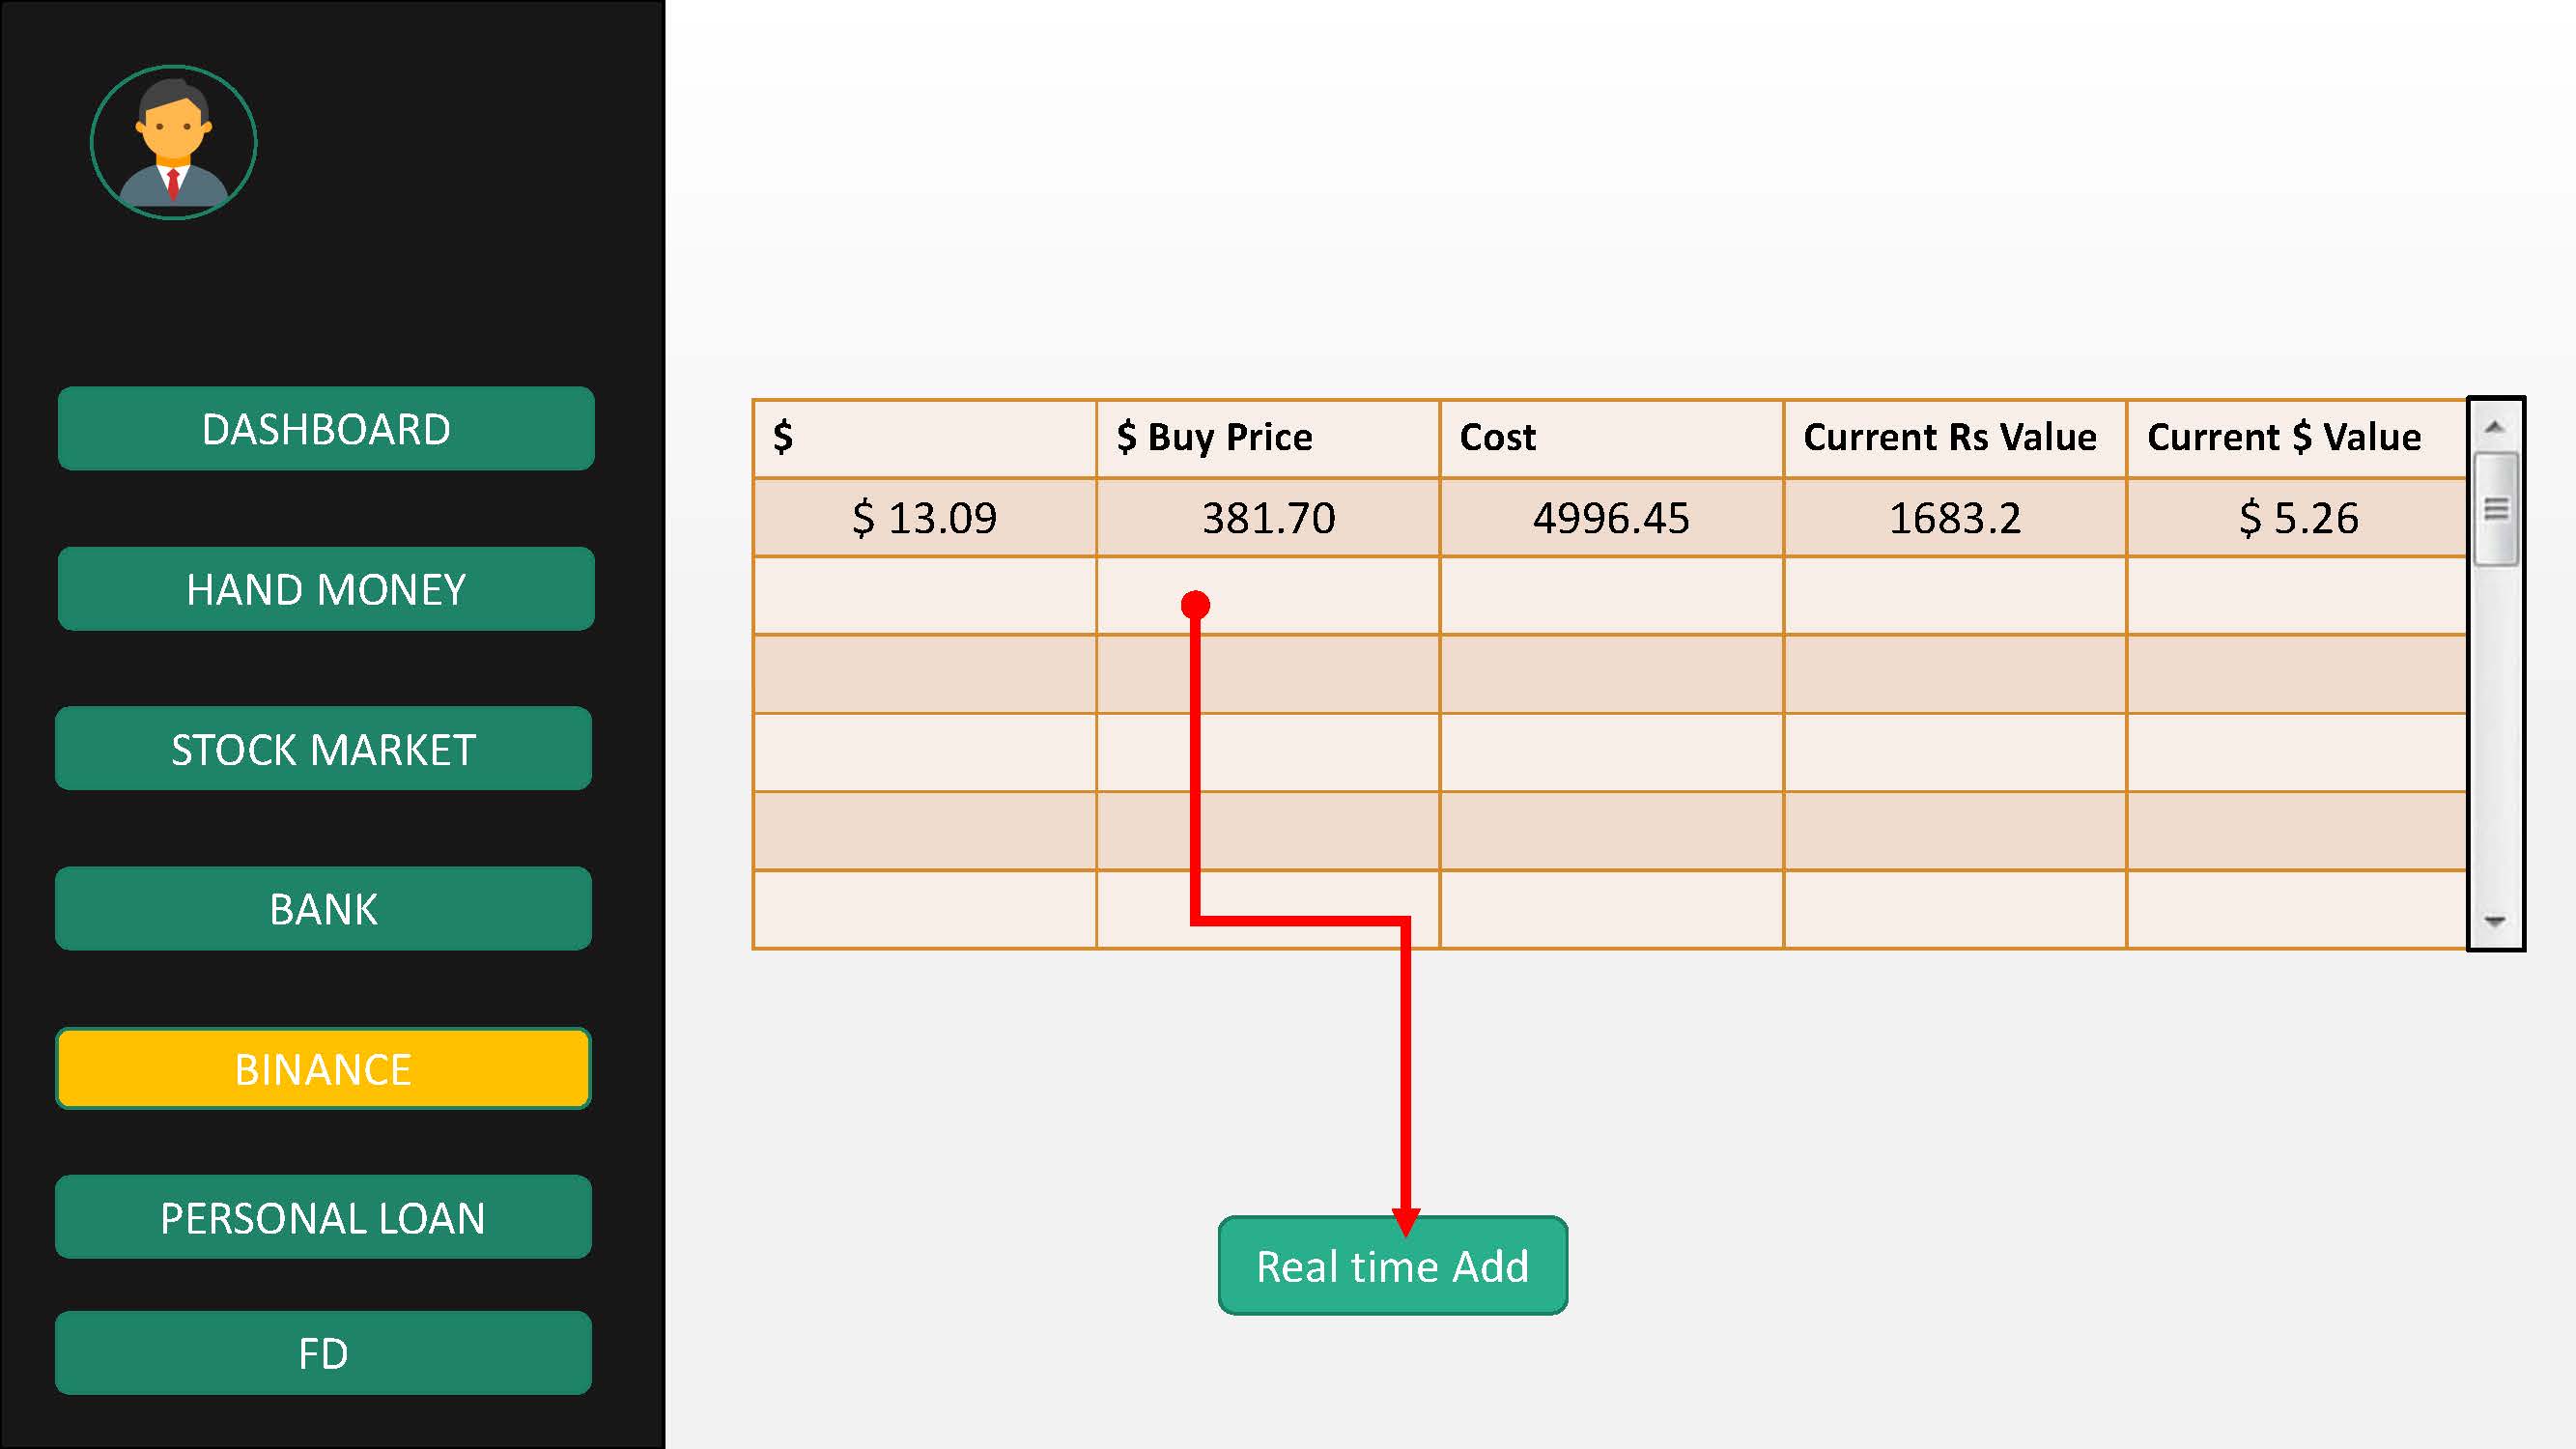 DASHBOARD
HAND MONEY
STOCK MARKET
BANK
BINANCE
PERSONAL LOAN
FD
$ $ Buy Price Cost Current Rs Value Current $ Value
$ 13.09 381.70 4996.45 1683.2 $ 5.26
Real time Add